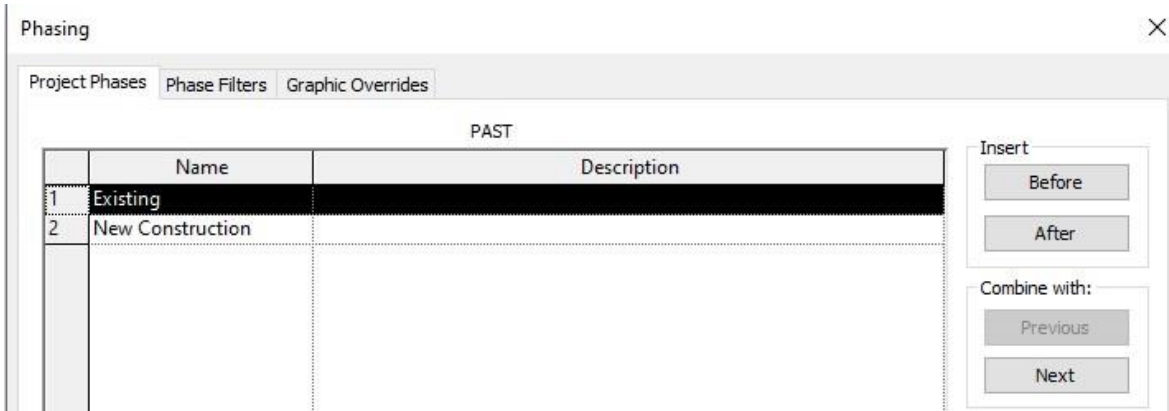 Phasing
Project Phases Phase Filters Graphic Overrides
PAST
Name Description
1 Existing
2 New Construction
Insert
Before
After
Combine with:
Previous
Next